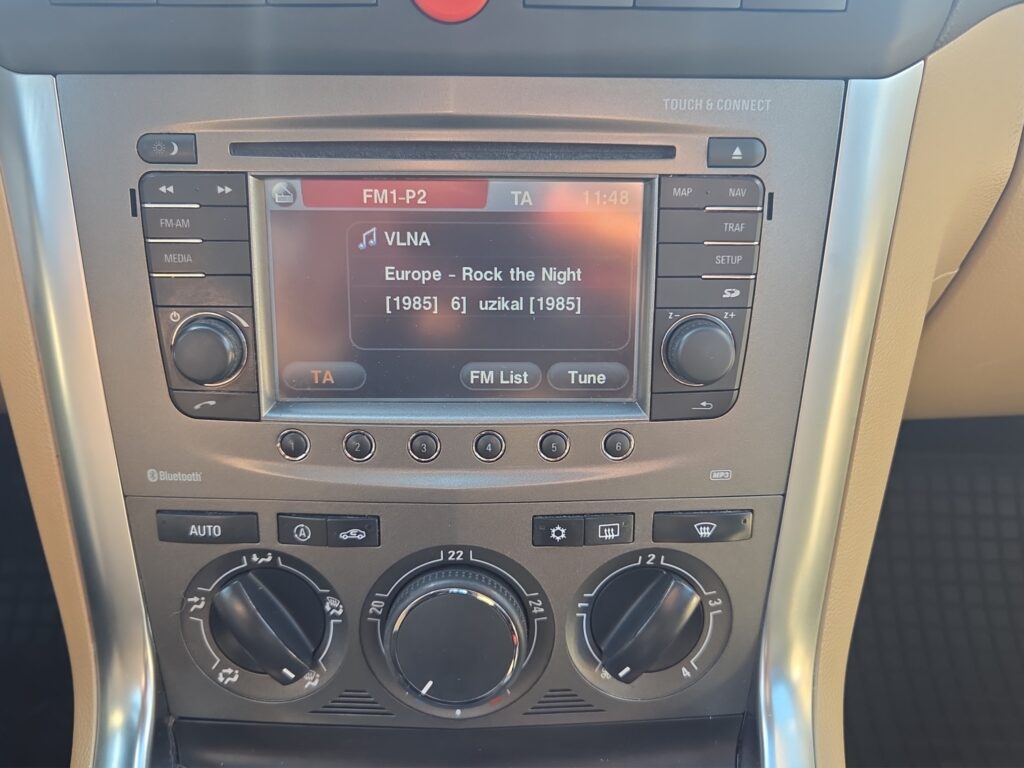 TOUCH & CONNECT
FM1-P2 TA 11:48
MAP NAV
FM-AM
TRAF
VLNA
MEDIA
SETUP
Europe - Rock the Night
[1985] 6] uzikal [1985]
Z- Z+
TA FM List Tune
1 2 3 4 5 6
Bluetooth
MP3
AUTO
A
22
20
24
2
1
3
4